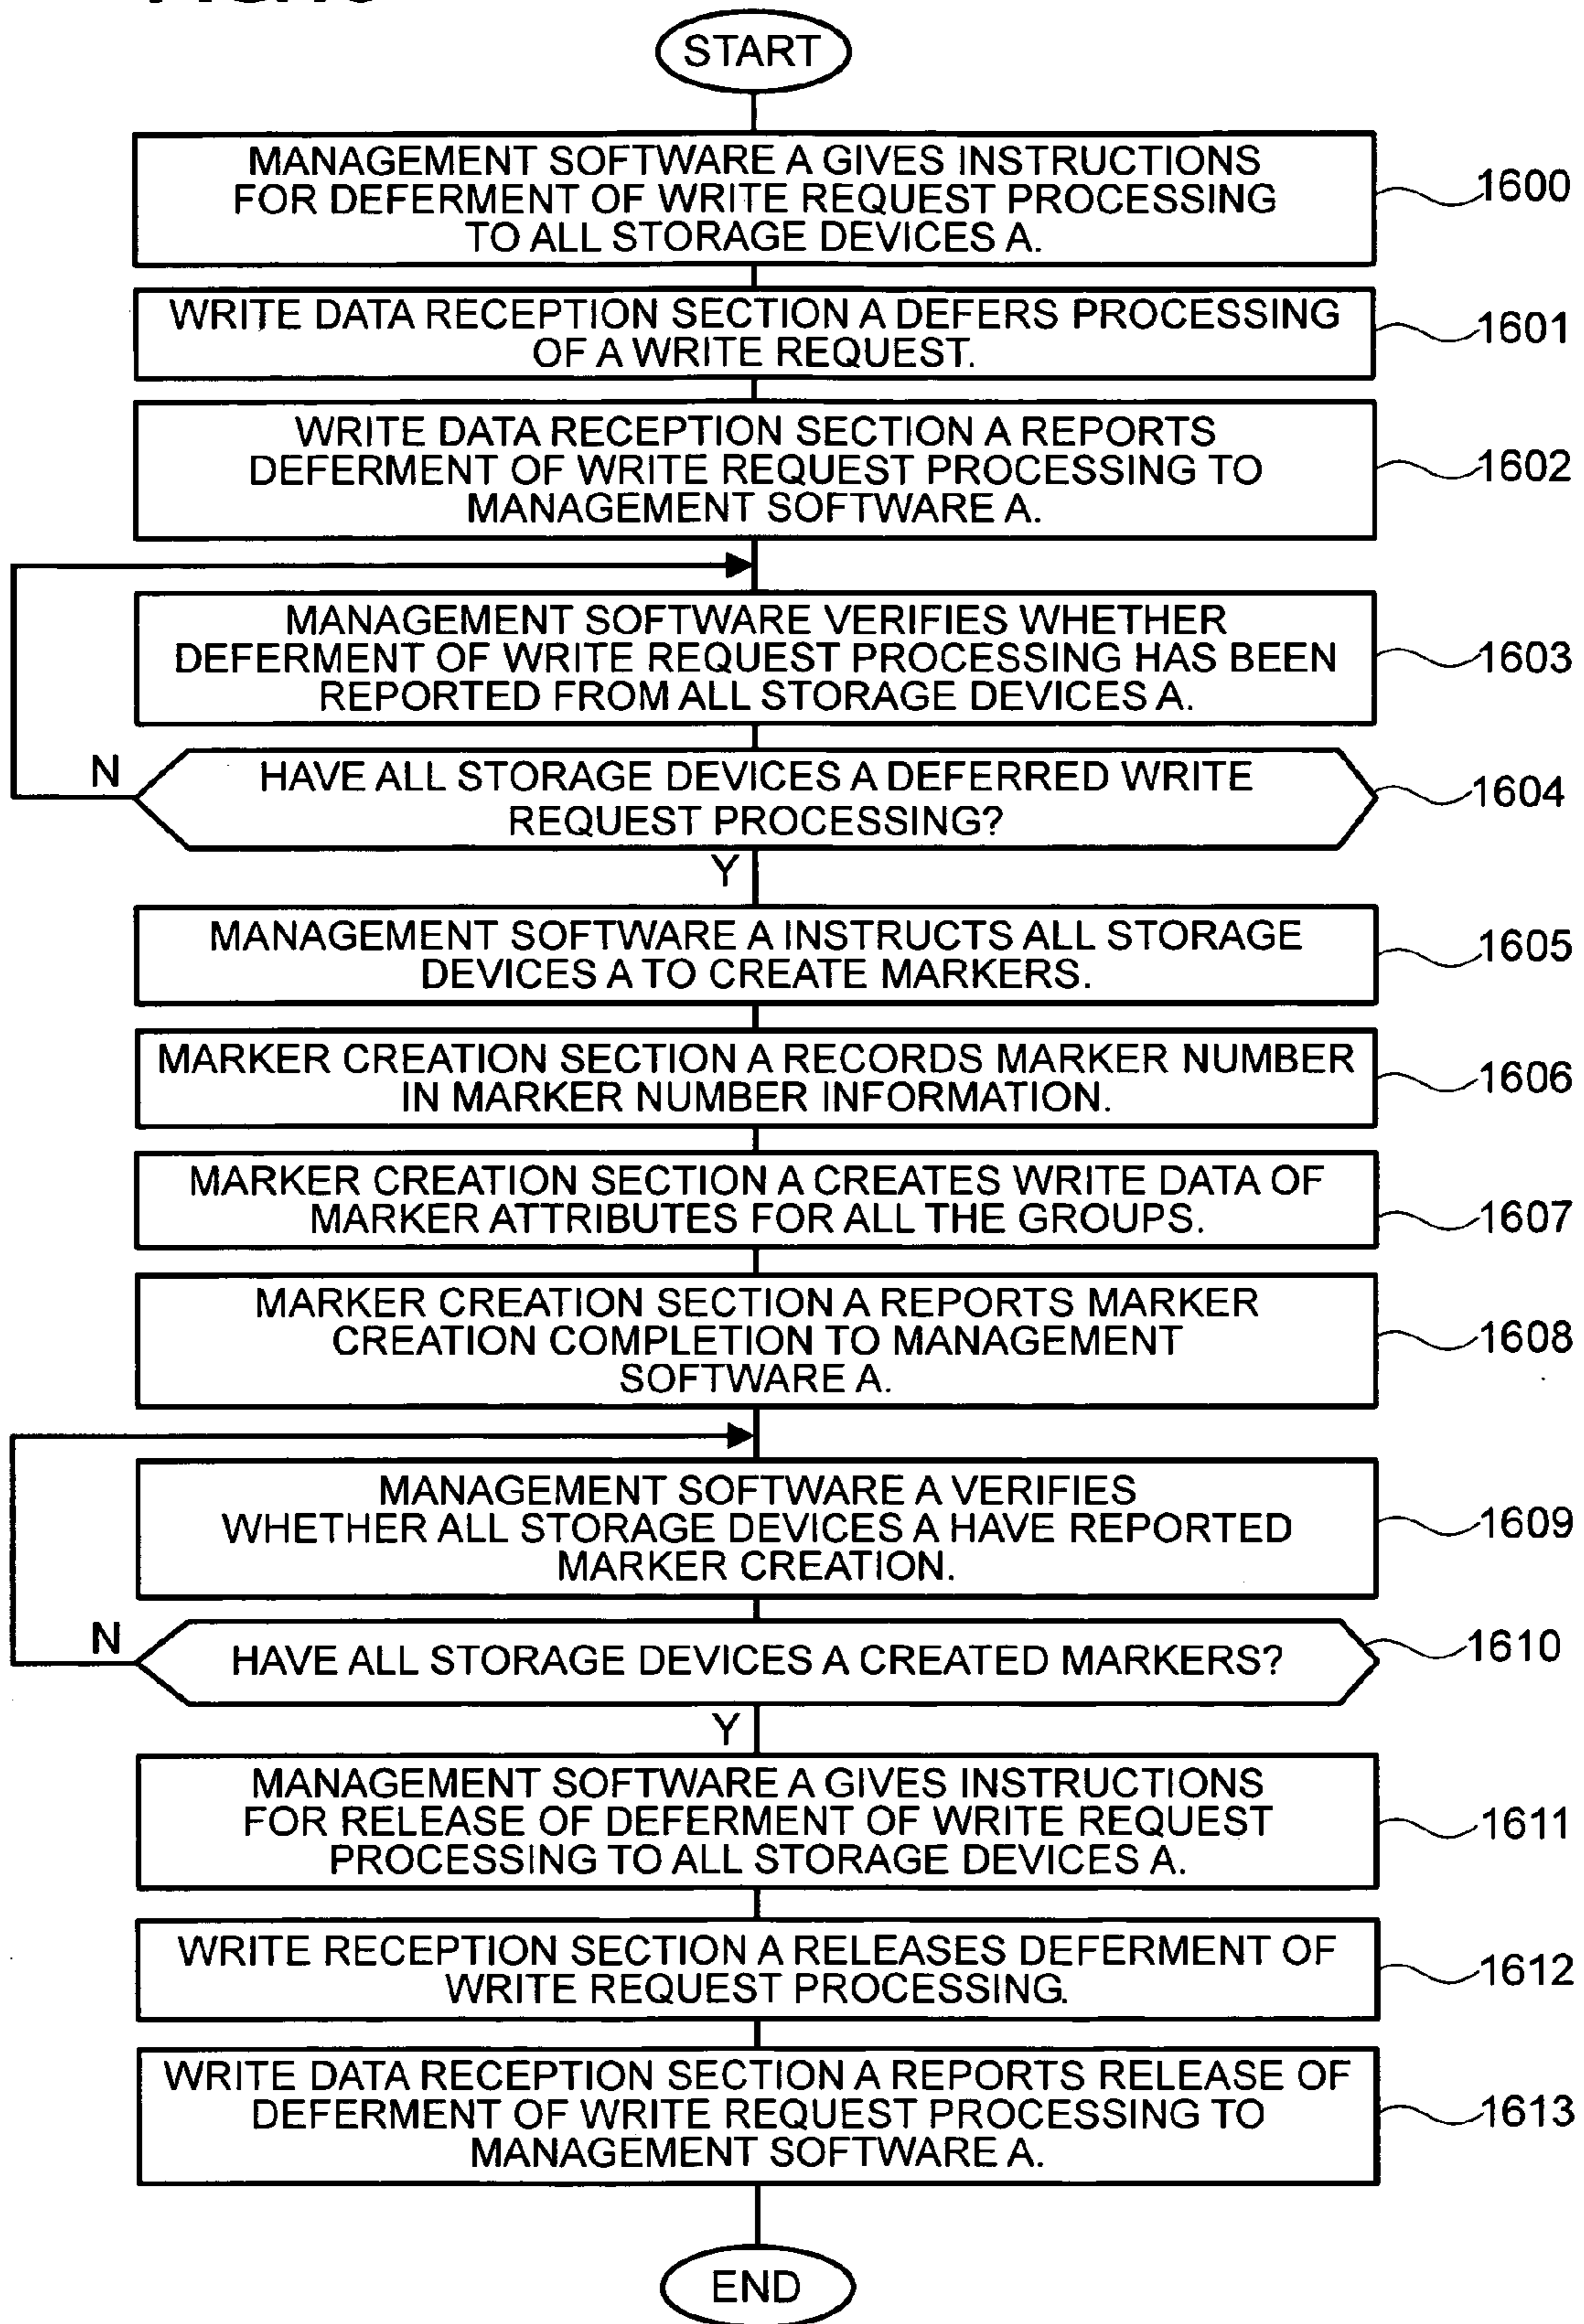 START
MANAGEMENT SOFTWARE A GIVES INSTRUCTIONS
FOR DEFERMENT OF WRITE REQUEST PROCESSING
TO ALL STORAGE DEVICES A.
1600
WRITE DATA RECEPTION SECTION A DEFERS PROCESSING
OF A WRITE REQUEST.
1601
WRITE DATA RECEPTION SECTION A REPORTS
DEFERMENT OF WRITE REQUEST PROCESSING TO
MANAGEMENT SOFTWARE A.
1602
MANAGEMENT SOFTWARE VERIFIES WHETHER
DEFERMENT OF WRITE REQUEST PROCESSING HAS BEEN
REPORTED FROM ALL STORAGE DEVICES A.
1603
N
HAVE ALL STORAGE DEVICES A DEFERRED WRITE
REQUEST PROCESSING?
1604
Y
MANAGEMENT SOFTWARE A INSTRUCTS ALL STORAGE
DEVICES A TO CREATE MARKERS.
1605
MARKER CREATION SECTION A RECORDS MARKER NUMBER
IN MARKER NUMBER INFORMATION.
1606
MARKER CREATION SECTION A CREATES WRITE DATA OF
MARKER ATTRIBUTES FOR ALL THE GROUPS.
1607
MARKER CREATION SECTION A REPORTS MARKER
CREATION COMPLETION TO MANAGEMENT
SOFTWARE A.
1608
MANAGEMENT SOFTWARE A VERIFIES
WHETHER ALL STORAGE DEVICES A HAVE REPORTED
MARKER CREATION.
1609
N
HAVE ALL STORAGE DEVICES A CREATED MARKERS?
1610
Y
MANAGEMENT SOFTWARE A GIVES INSTRUCTIONS
FOR RELEASE OF DEFERMENT OF WRITE REQUEST
PROCESSING TO ALL STORAGE DEVICES A.
1611
WRITE RECEPTION SECTION A RELEASES DEFERMENT OF
WRITE REQUEST PROCESSING.
1612
WRITE DATA RECEPTION SECTION A REPORTS RELEASE OF
DEFERMENT OF WRITE REQUEST PROCESSING TO
MANAGEMENT SOFTWARE A.
1613
END